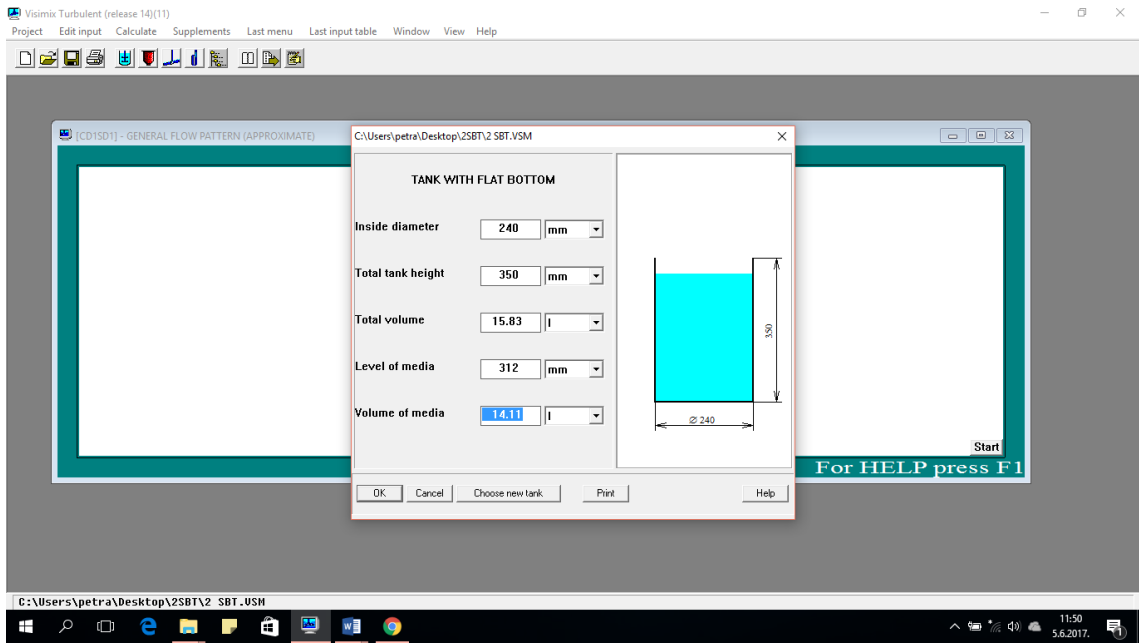 Visimix Turbulent (release 14)(11)
Project Edit input Calculate Supplements Last menu Last input table Window View Help
[CD1SD1] - GENERAL FLOW PATTERN (APPROXIMATE)
C:\Users\petra\Desktop\2SBT\2 SBT.VSM
TANK WITH FLAT BOTTOM
Inside diameter 240 mm
Total tank height 350 mm
Total volume 15.83 l
Level of media 312 mm
Volume of media 14.11 l
350
Ø 240
Start
For HELP press F1
OK Cancel Choose new tank Print Help
C:\Users\petra\Desktop\2SBT\2 SBT.VSM
11:50
5.6.2017.
1